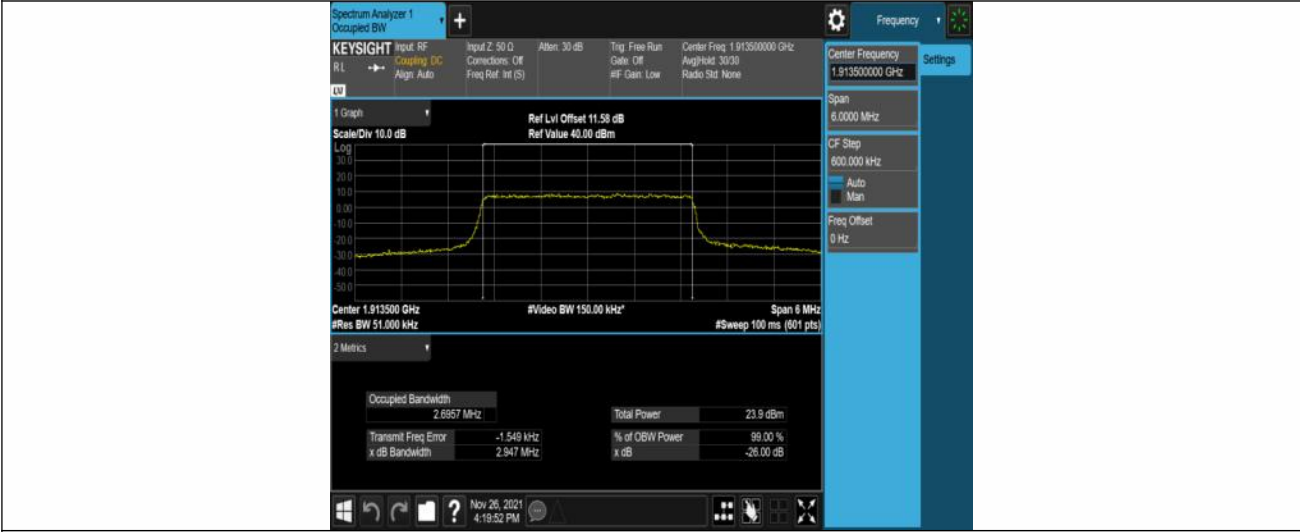 Spectrum Analyzer 1
Occupied BW
+
Frequency
KEYSIGHT
Input: RF
Coupling: DC
Align: Auto
Input Z: 50 Ω
Corrections: Off
Freq Ref: Int (S)
Atten: 30 dB
Trig: Free Run
Gate: Off
#IF Gain: Low
Center Freq: 1.913500000 GHz
Avg|Hold: 30/30
Radio Std: None
RL
LV
Center Frequency
1.913500000 GHz
Settings
Span
6.0000 MHz
CF Step
600.000 kHz
Auto
Man
Freq Offset
0 Hz
1 Graph
Scale/Div 10.0 dB
Ref Lvl Offset 11.58 dB
Ref Value 40.00 dBm
Log
30.0
20.0
10.0
0.00
-10.0
-20.0
-30.0
-40.0
-50.0
Center 1.913500 GHz
#Res BW 51.000 kHz
#Video BW 150.00 kHz*
Span 6 MHz
#Sweep 100 ms (601 pts)
2 Metrics
Occupied Bandwidth
2.6957 MHz
Total Power 23.9 dBm
Transmit Freq Error -1.549 kHz
% of OBW Power 99.00 %
x dB Bandwidth 2.947 MHz
x dB -26.00 dB
?
Nov 26, 2021
4:19:52 PM